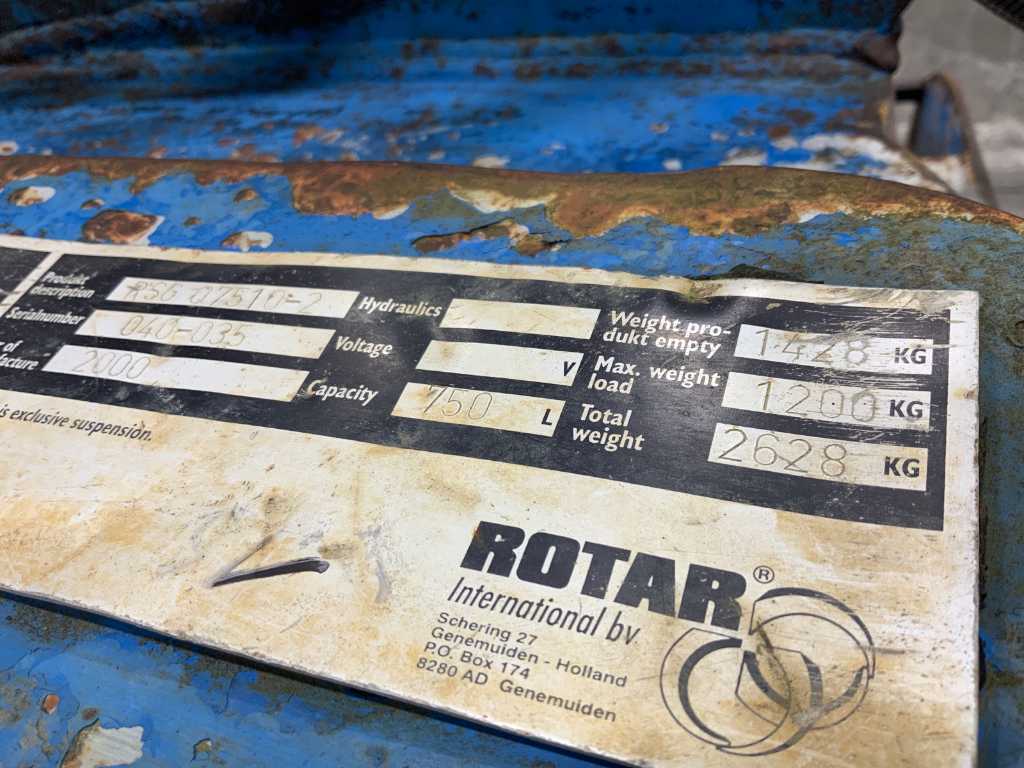 Produkt description RSG 07510-2
Serialnumber 040-035
of
facture 2000
Hydraulics
Voltage V
Capacity 750 L
Weight pro-
dukt empty 1428 KG
Max. weight
load 1200 KG
Total
weight 2628 KG
is exclusive suspension.
ROTAR®
International bv
Schering 27
Genemuiden - Holland
P.O. Box 174
8280 AD Genemuiden